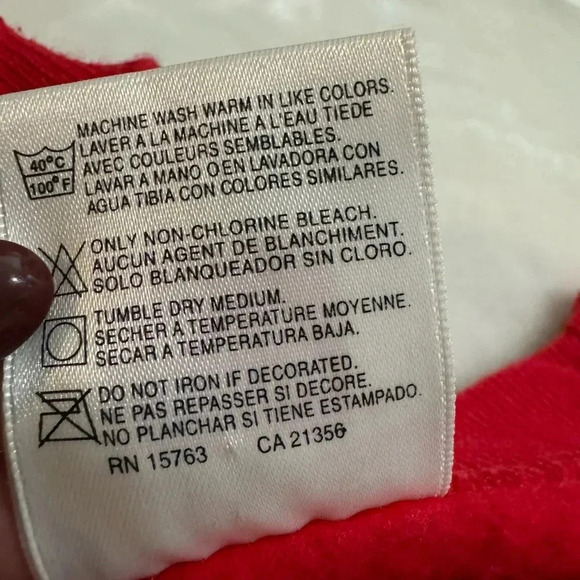 MACHINE WASH WARM IN LIKE COLORS.
LAVER A LA MACHINE A L'EAU TIEDE
AVEC COULEURS SEMBLABLES.
LAVAR A MANO O EN LAVADORA CON
AGUA TIBIA CON COLORES SIMILARES.
40°C
100°F
ONLY NON-CHLORINE BLEACH.
AUCUN AGENT DE BLANCHIMENT.
SOLO BLANQUEADOR SIN CLORO.
TUMBLE DRY MEDIUM.
SECHER A TEMPERATURE MOYENNE.
SECAR A TEMPERATURA BAJA.
DO NOT IRON IF DECORATED.
NE PAS REPASSER SI DECORE.
NO PLANCHAR SI TIENE ESTAMPADO.
RN 15763 CA 21356